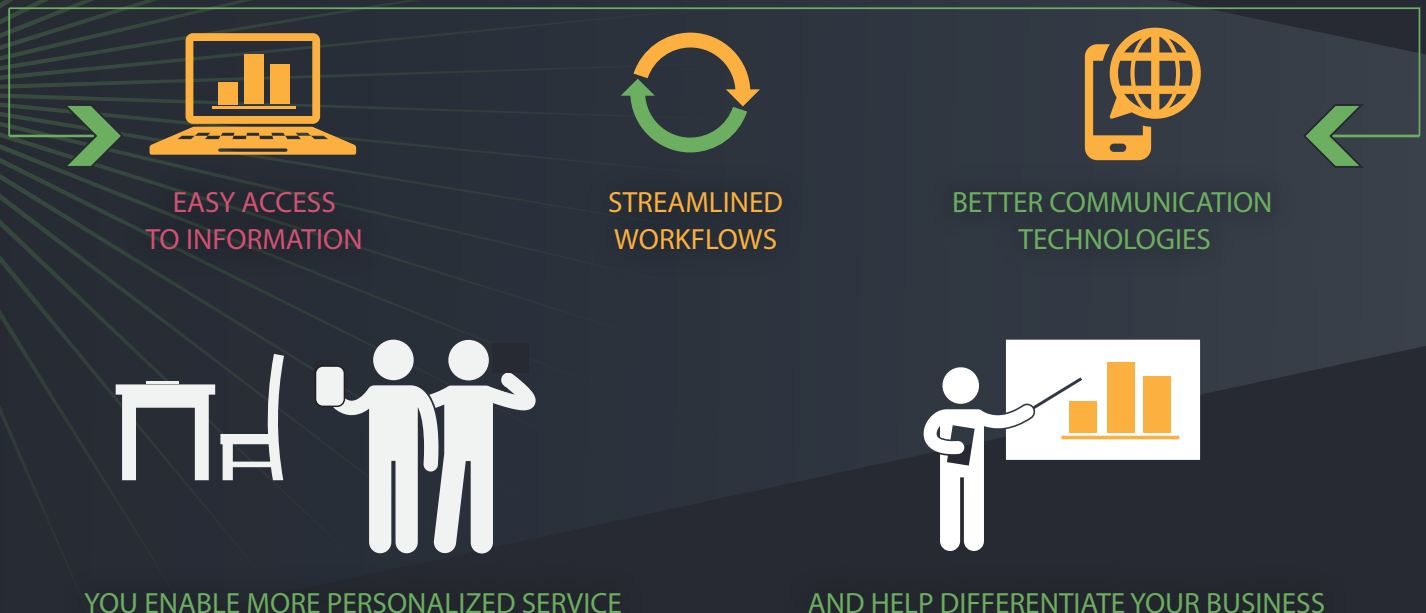 EASY ACCESS
TO INFORMATION
STREAMLINED
WORKFLOWS
BETTER COMMUNICATION
TECHNOLOGIES
YOU ENABLE MORE PERSONALIZED SERVICE
AND HELP DIFFERENTIATE YOUR BUSINESS